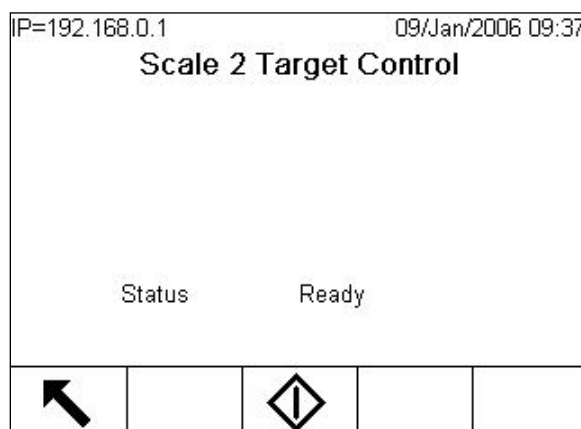 IP=192.168.0.1 09/Jan/2006 09:37
Scale 2 Target Control
Status Ready